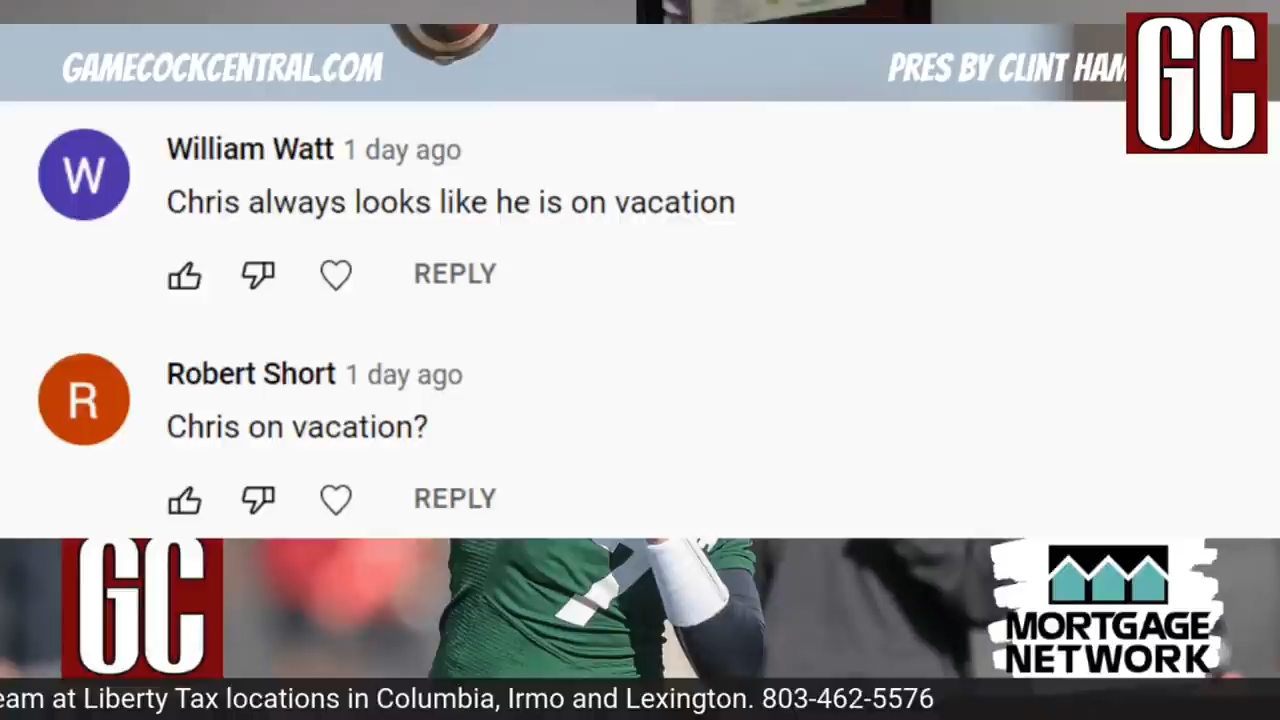 GAMECOCKCENTRAL.COM
PRES BY CLINT HAM
GC
W
William Watt 1 day ago
Chris always looks like he is on vacation
REPLY
R
Robert Short 1 day ago
Chris on vacation?
REPLY
GC
MORTGAGE
NETWORK
eam at Liberty Tax locations in Columbia, Irmo and Lexington. 803-462-5576